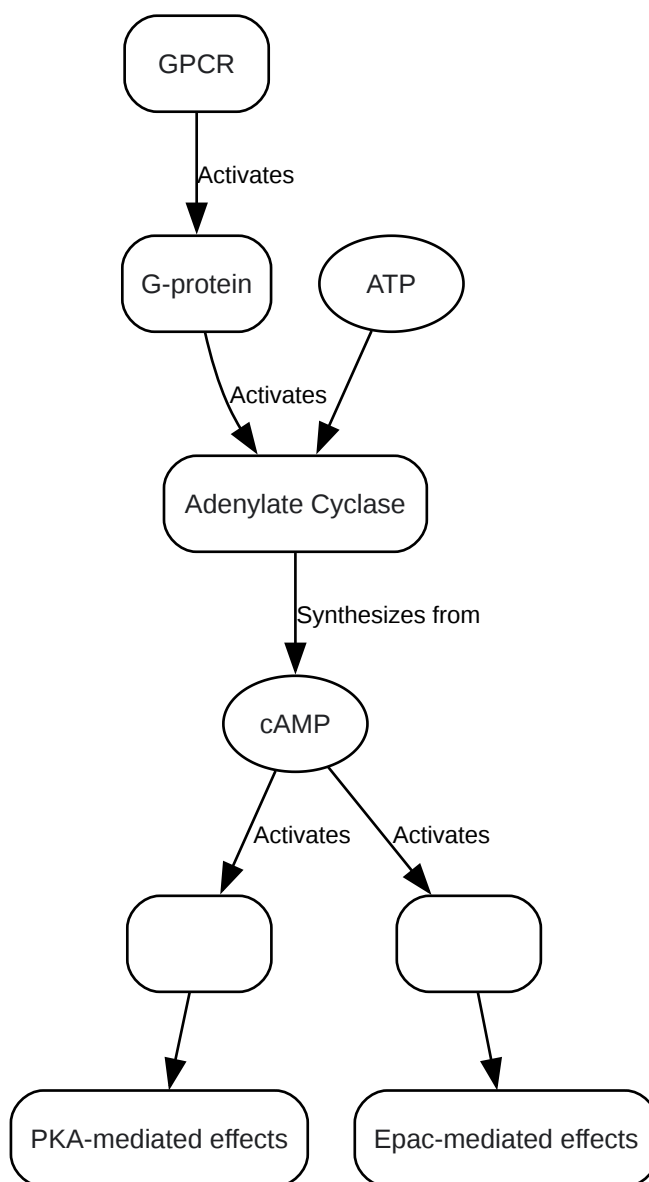 GPCR
Activates
G-protein
ATP
Activates
Adenylate Cyclase
Synthesizes from
cAMP
Activates
Activates
PKA-mediated effects
Epac-mediated effects